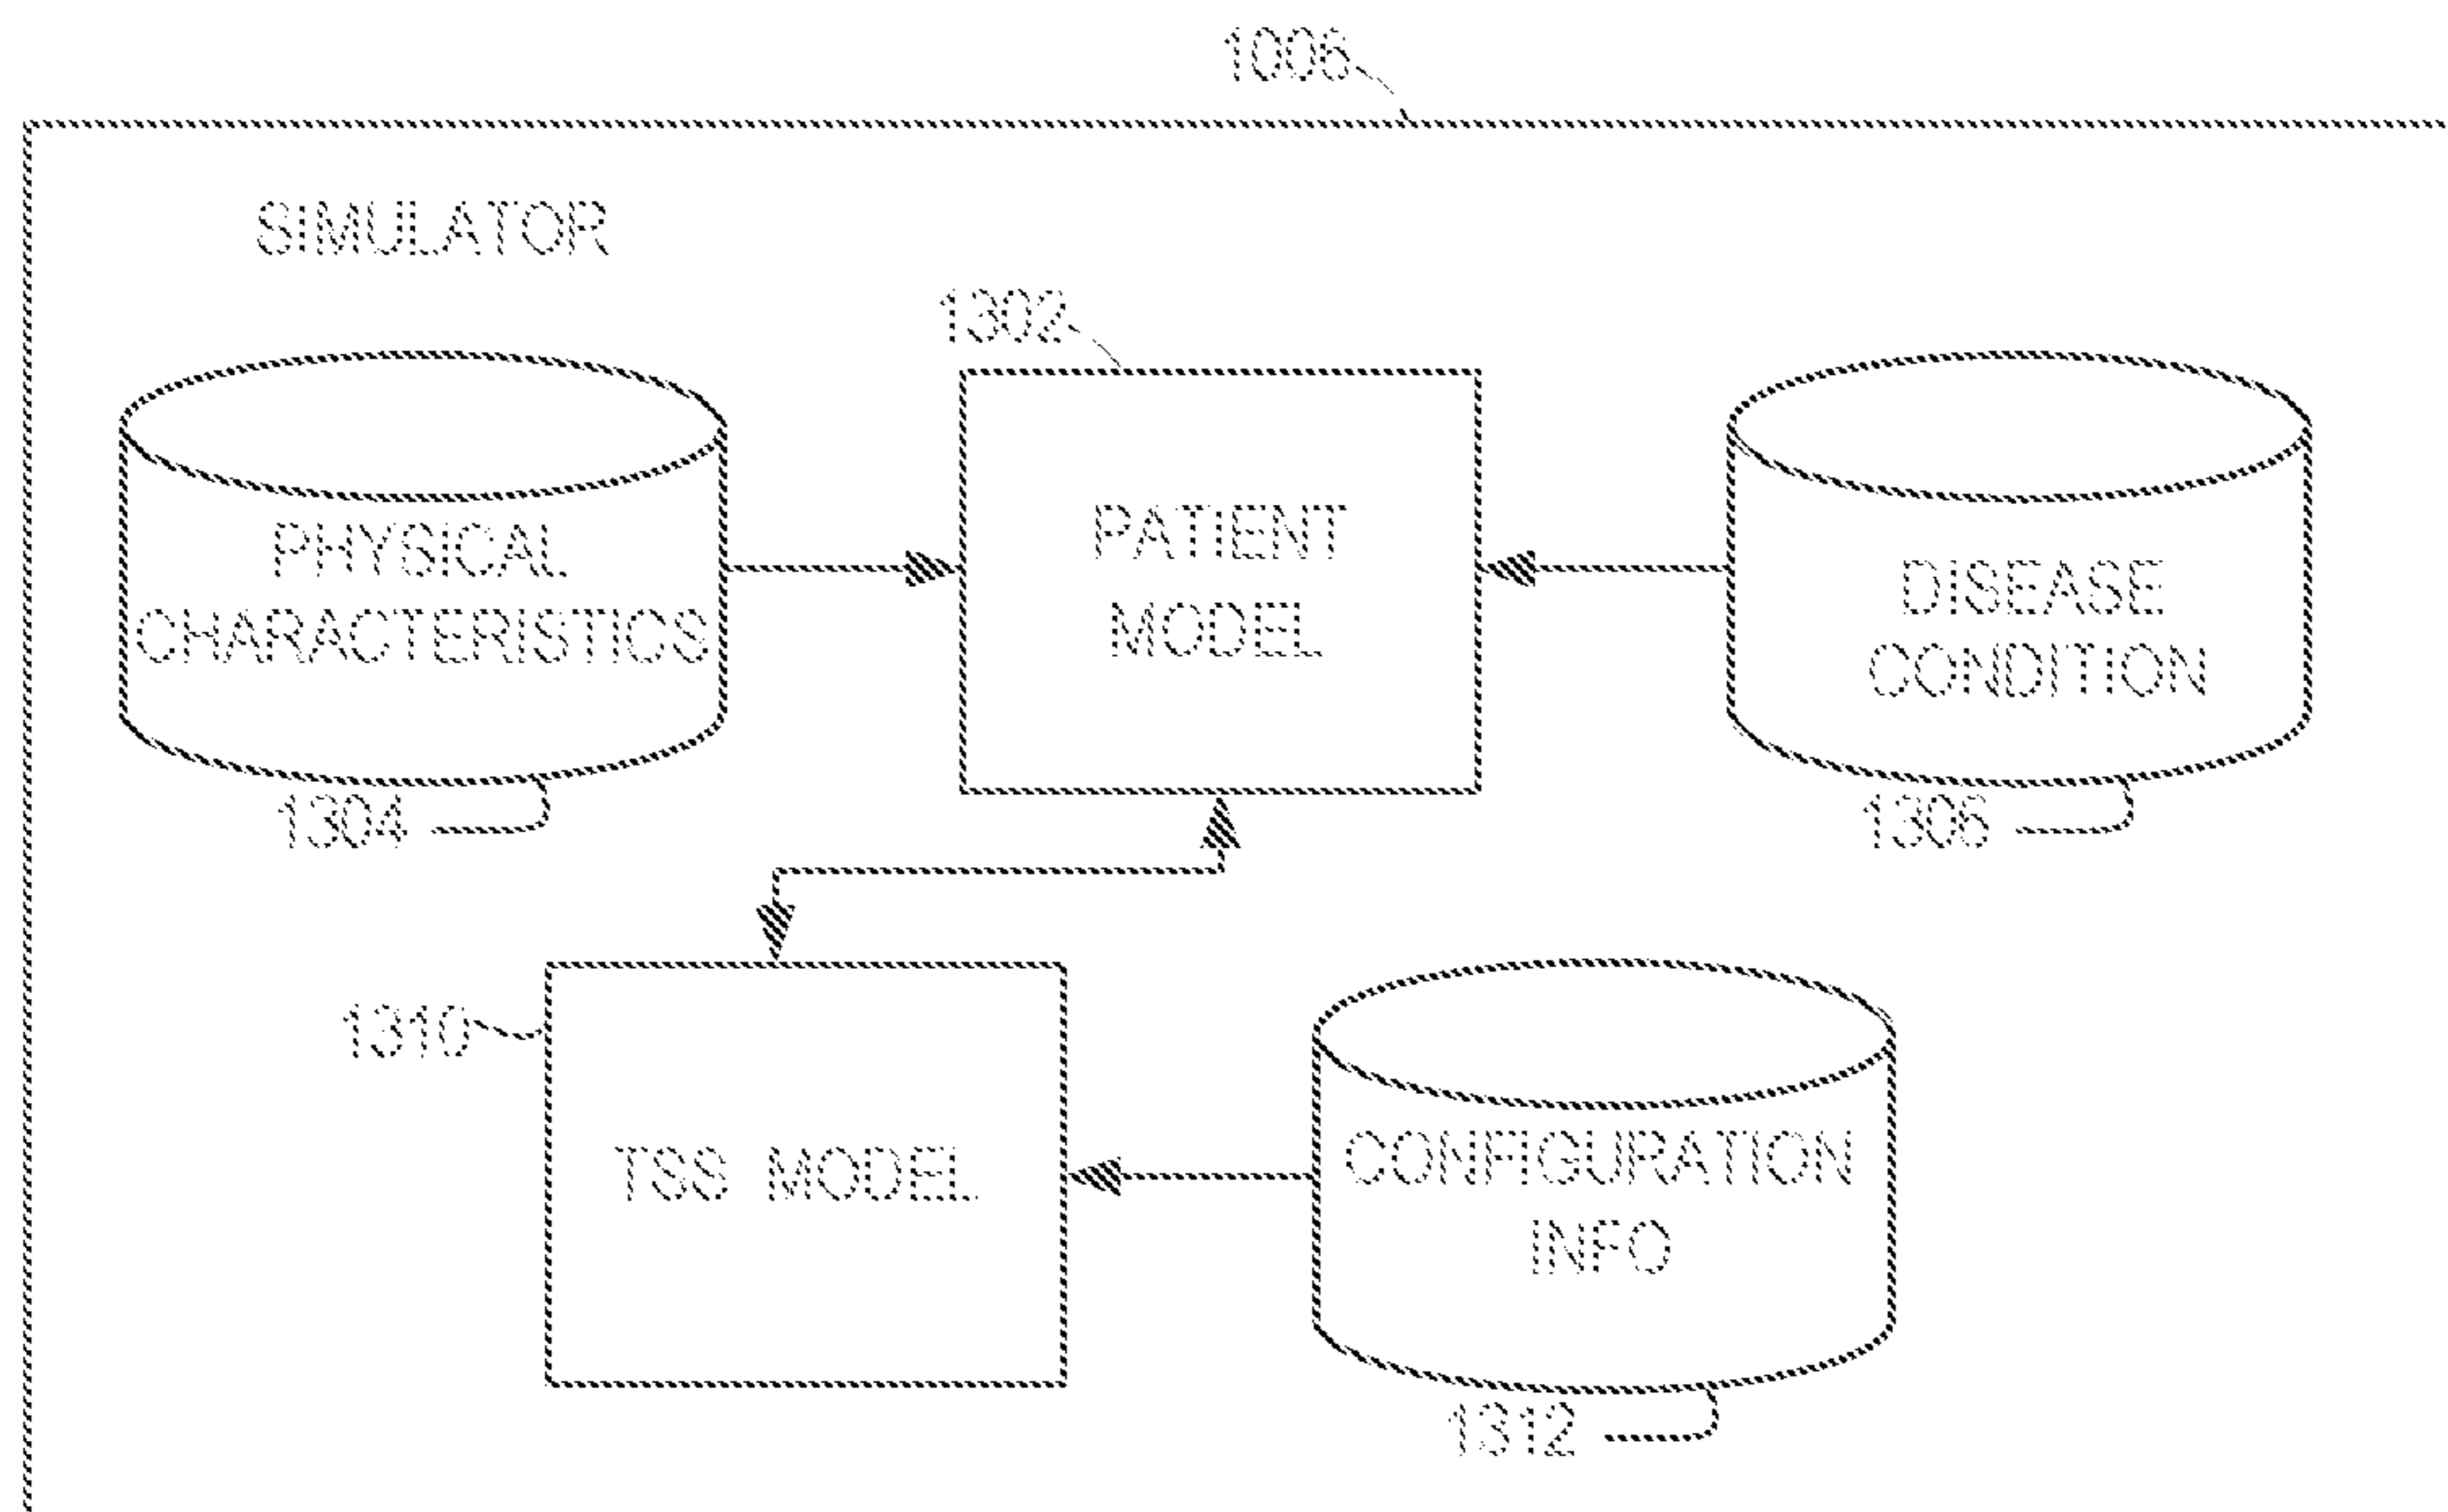 1006
SIMULATOR
1302
PHYSICAL
CHARACTERISTICS
PATIENT
MODEL
DISEASE
CONDITION
1304
1306
1310
TSS MODEL
CONFIGURATION
INFO
1312